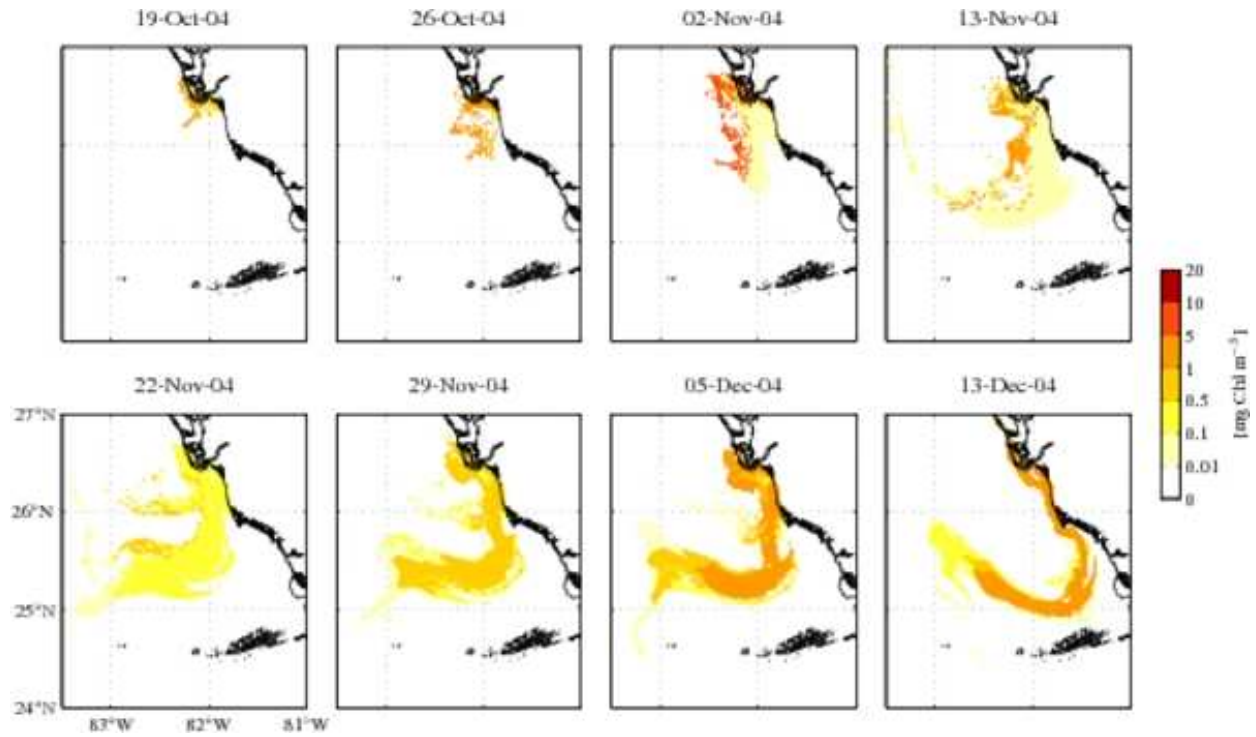 19-Oct-04 26-Oct-04 02-Nov-04 13-Nov-04
20
10
5
1
0.5
0.1
0.01
0
[mg Chl m⁻³]
22-Nov-04 29-Nov-04 05-Dec-04 13-Dec-04
27°N
26°N
25°N
24°N
83°W 82°W 81°W